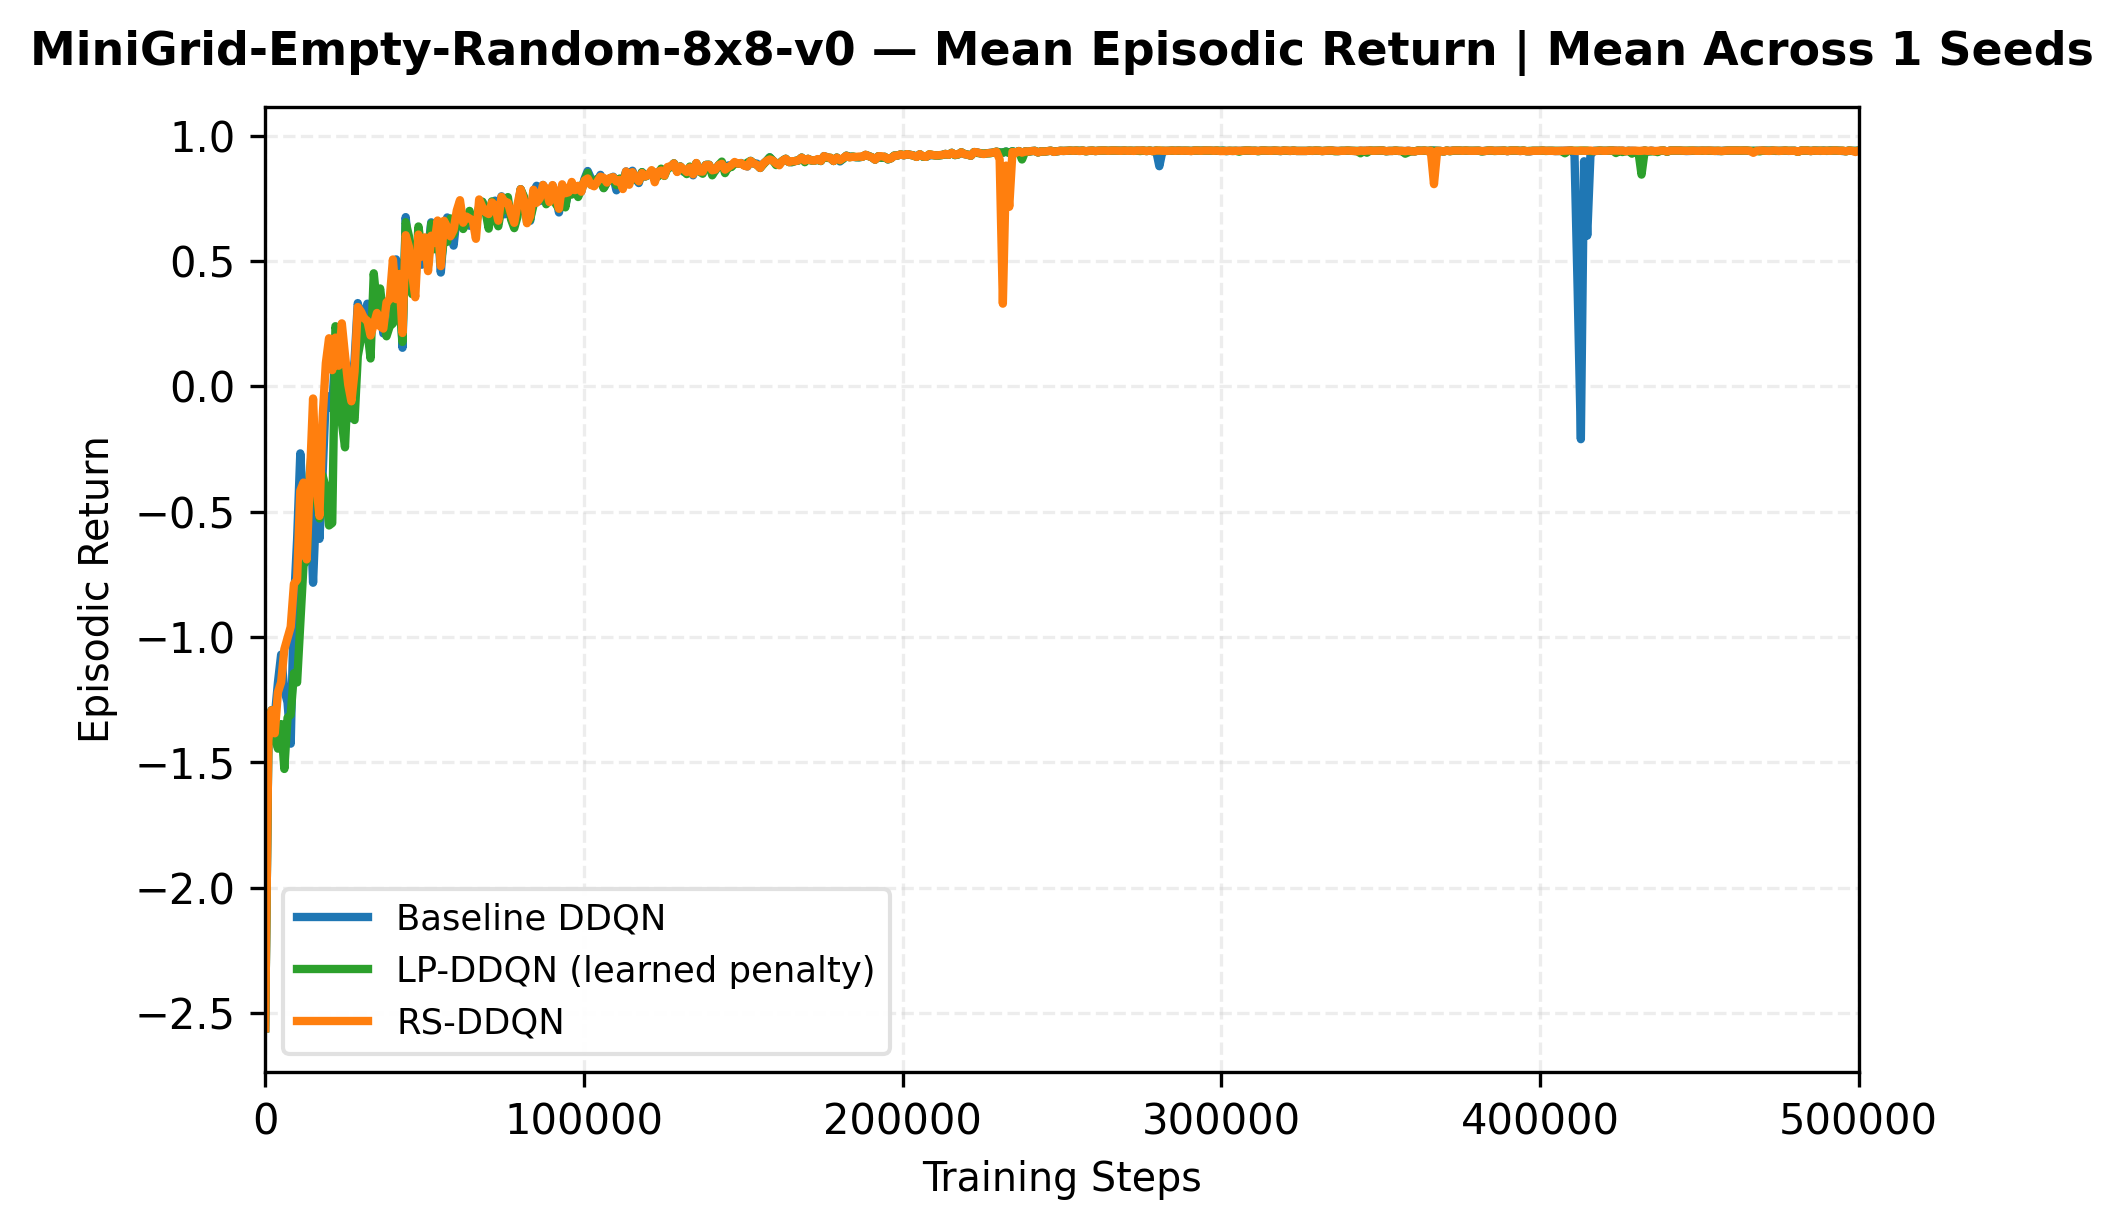 MiniGrid-Empty-Random-8x8-v0 — Mean Episodic Return | Mean Across 1 Seeds
1.0
0.5
0.0
−0.5
−1.0
−1.5
−2.0
−2.5
Episodic Return
Baseline DDQN
LP-DDQN (learned penalty)
RS-DDQN
0 100000 200000 300000 400000 500000
Training Steps